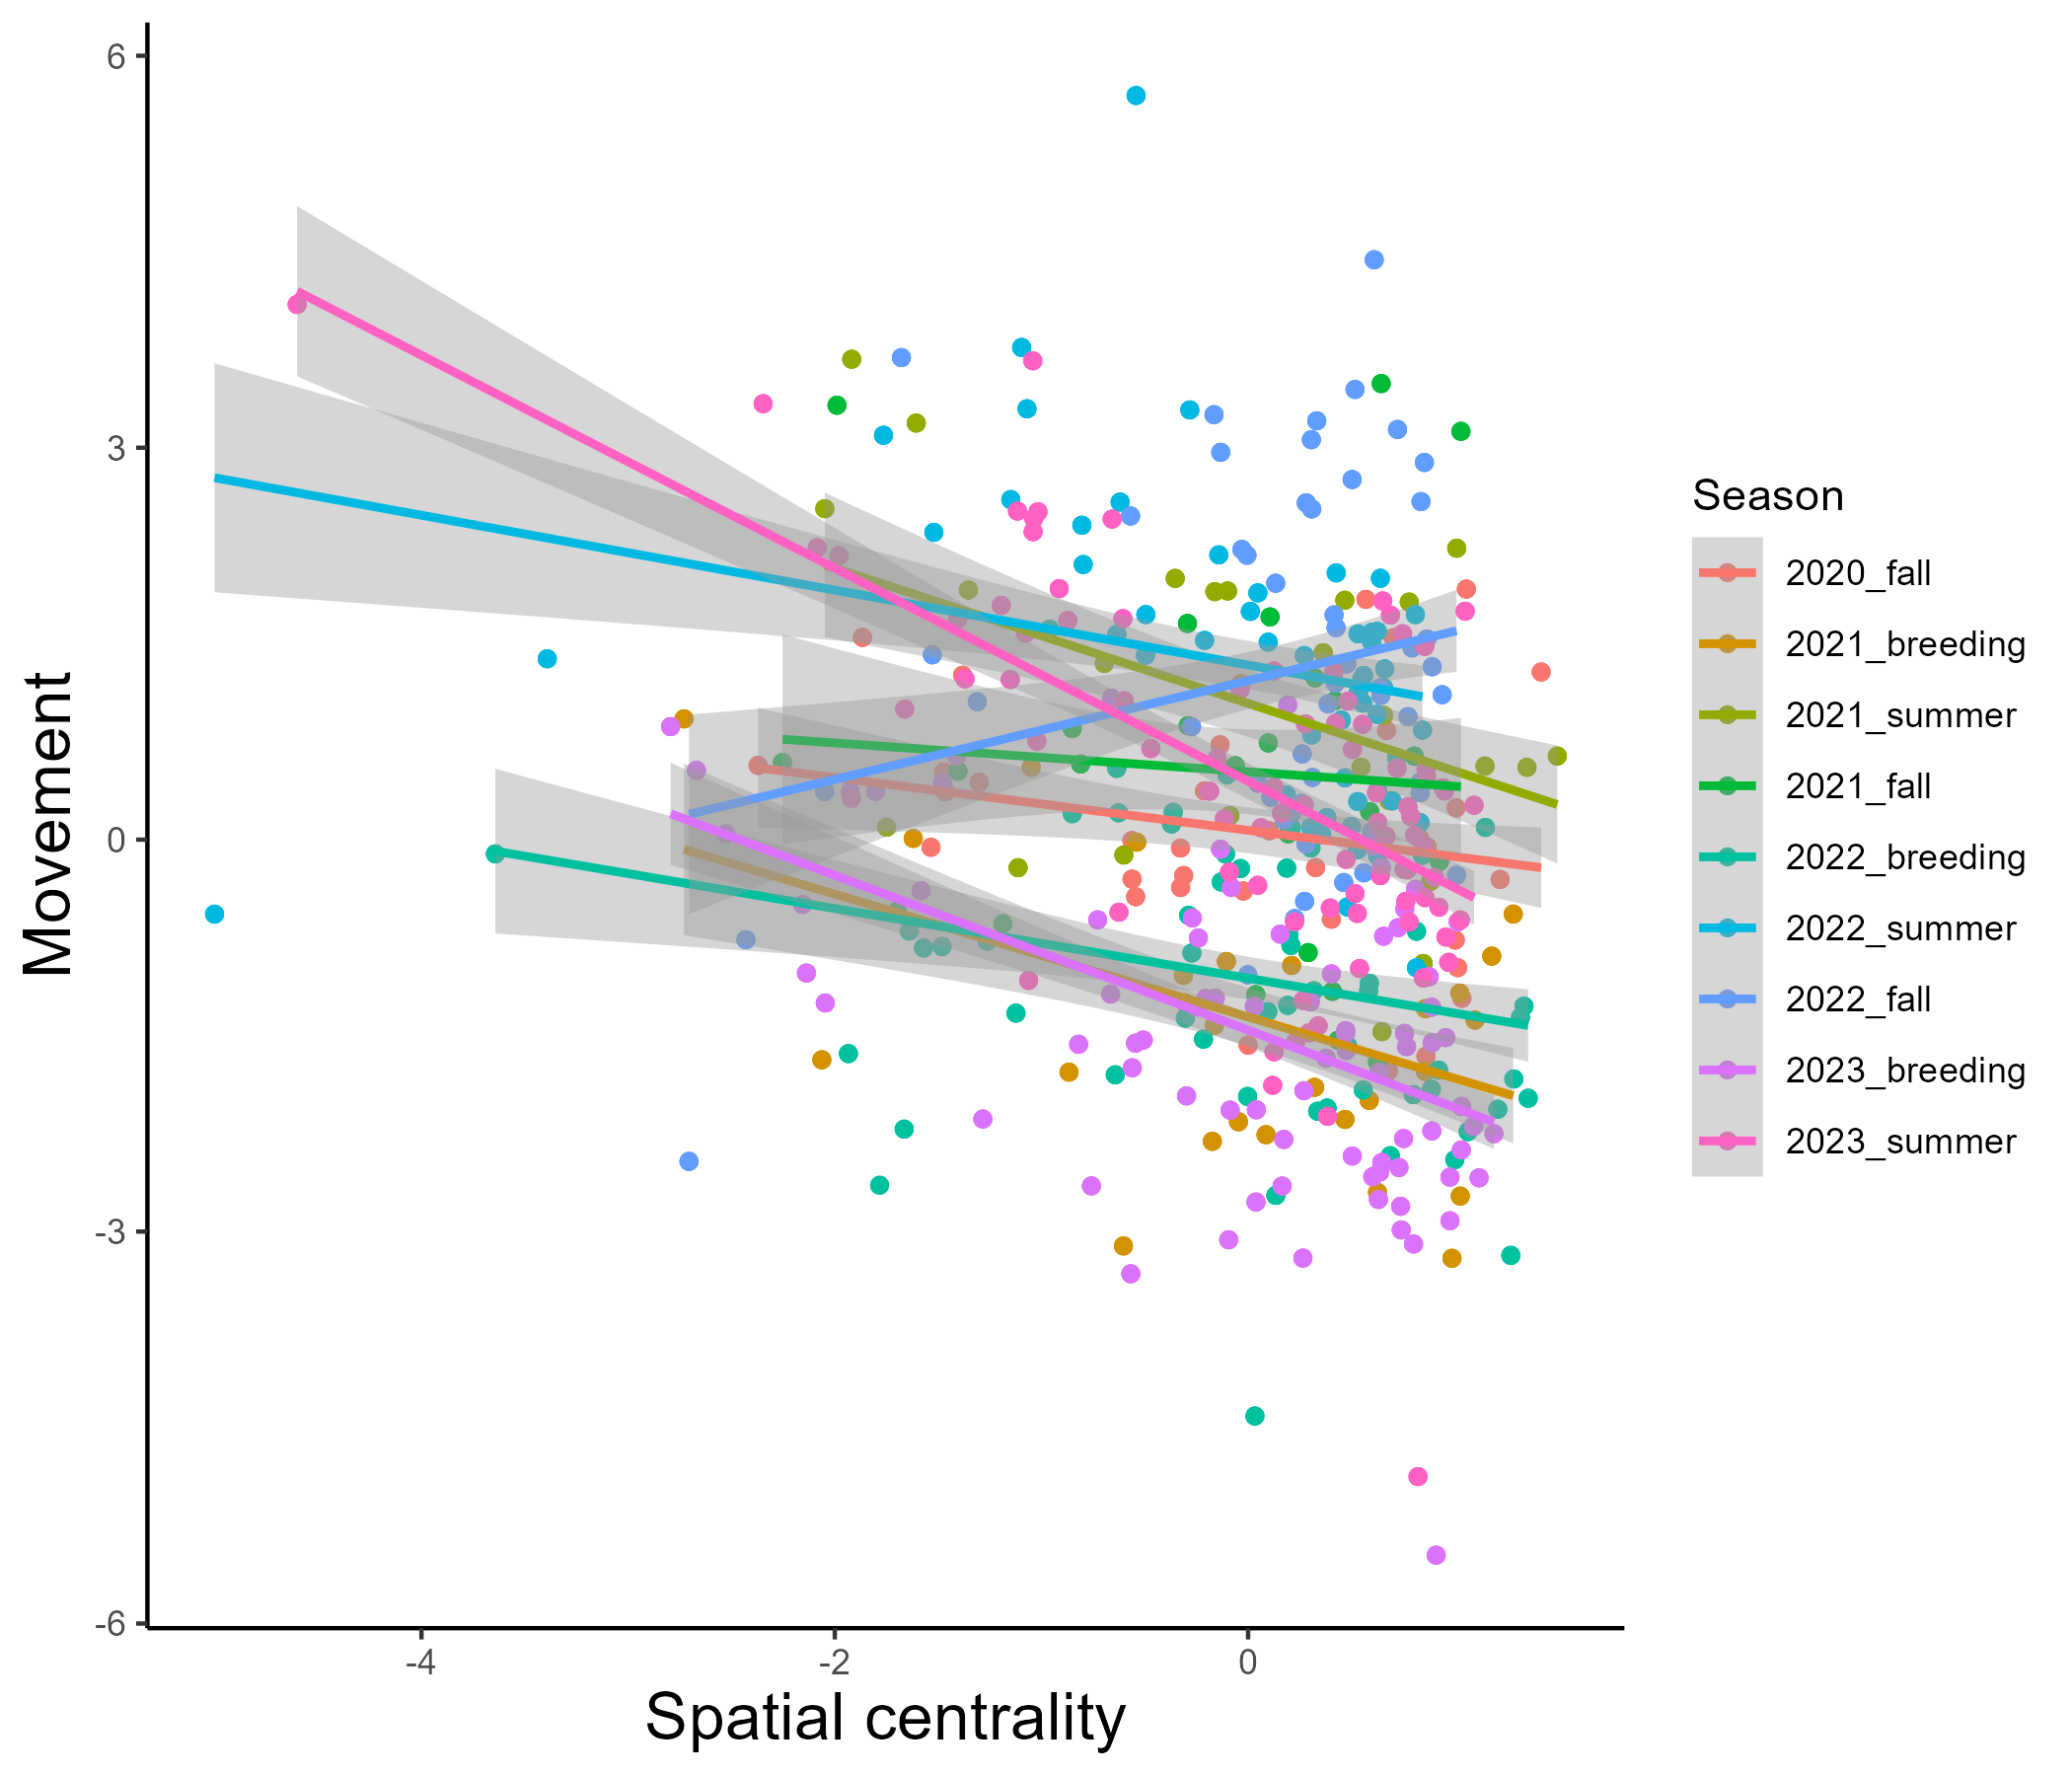 6
3
0
-3
-6
Movement
-4
-2
0
Spatial centrality
Season
2020_fall
2021_breeding
2021_summer
2021_fall
2022_breeding
2022_summer
2022_fall
2023_breeding
2023_summer